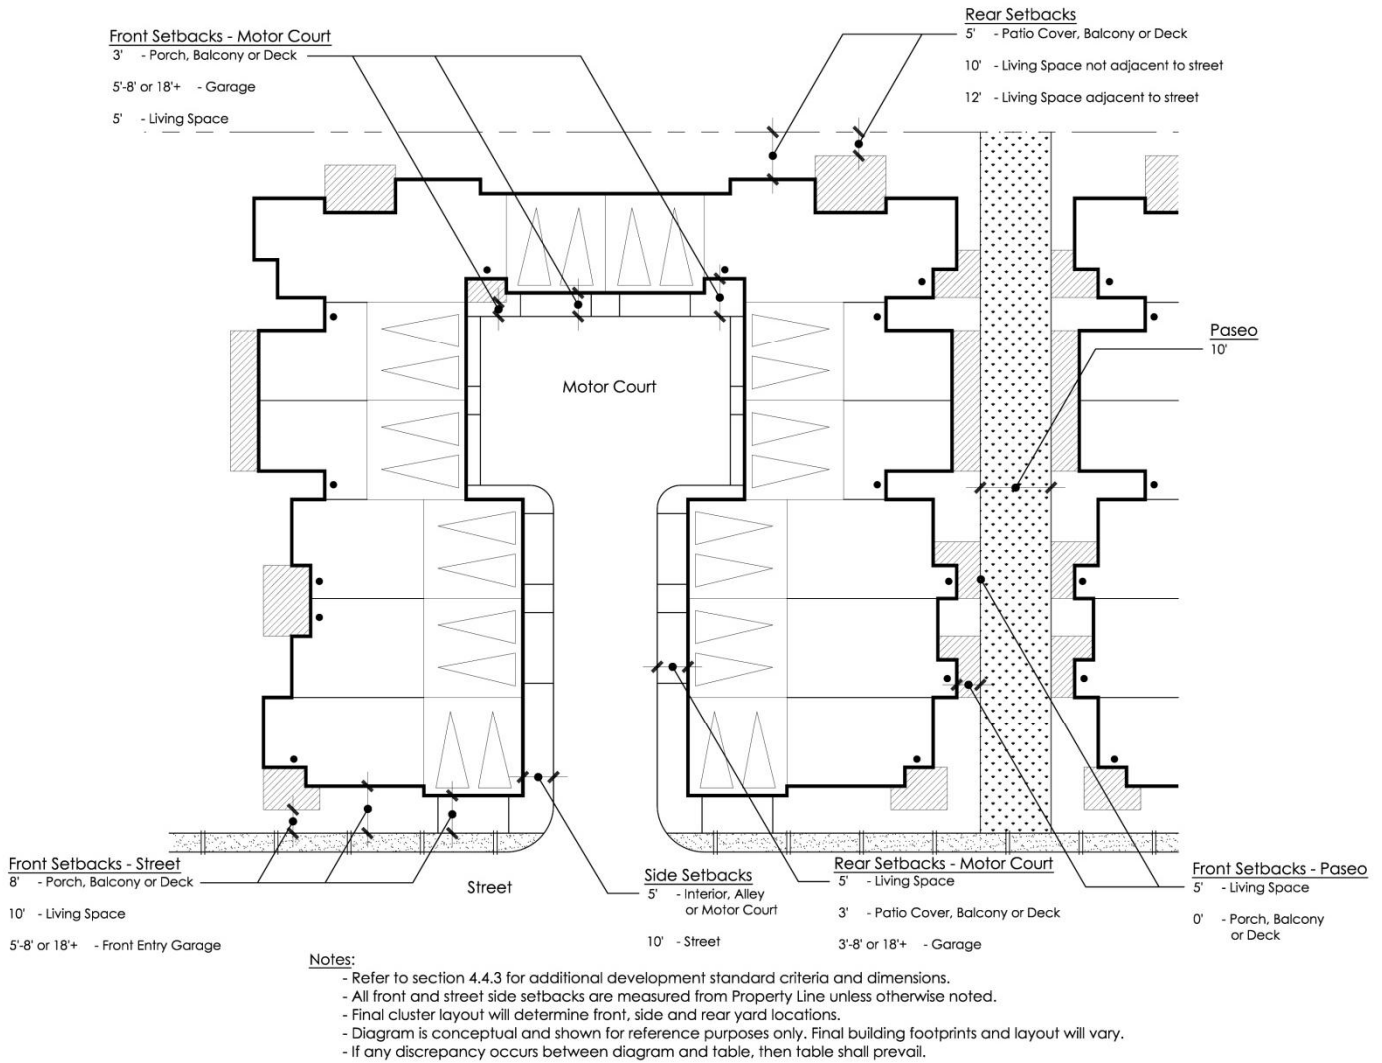 Front Setbacks - Motor Court
3' - Porch, Balcony or Deck
5'-8' or 18'+ - Garage
5' - Living Space
Rear Setbacks
5' - Patio Cover, Balcony or Deck
10' - Living Space not adjacent to street
12' - Living Space adjacent to street
Paseo
10'
Motor Court
Front Setbacks - Street
8' - Porch, Balcony or Deck
10' - Living Space
5'-8' or 18'+ - Front Entry Garage
Street
Side Setbacks
5' - Interior, Alley
or Motor Court
10' - Street
Rear Setbacks - Motor Court
5' - Living Space
3' - Patio Cover, Balcony or Deck
3'-8' or 18'+ - Garage
Front Setbacks - Paseo
5' - Living Space
0' - Porch, Balcony
or Deck
Notes:
- Refer to section 4.4.3 for additional development standard criteria and dimensions.
- All front and street side setbacks are measured from Property Line unless otherwise noted.
- Final cluster layout will determine front, side and rear yard locations.
- Diagram is conceptual and shown for reference purposes only. Final building footprints and layout will vary.
- If any discrepancy occurs between diagram and table, then table shall prevail.